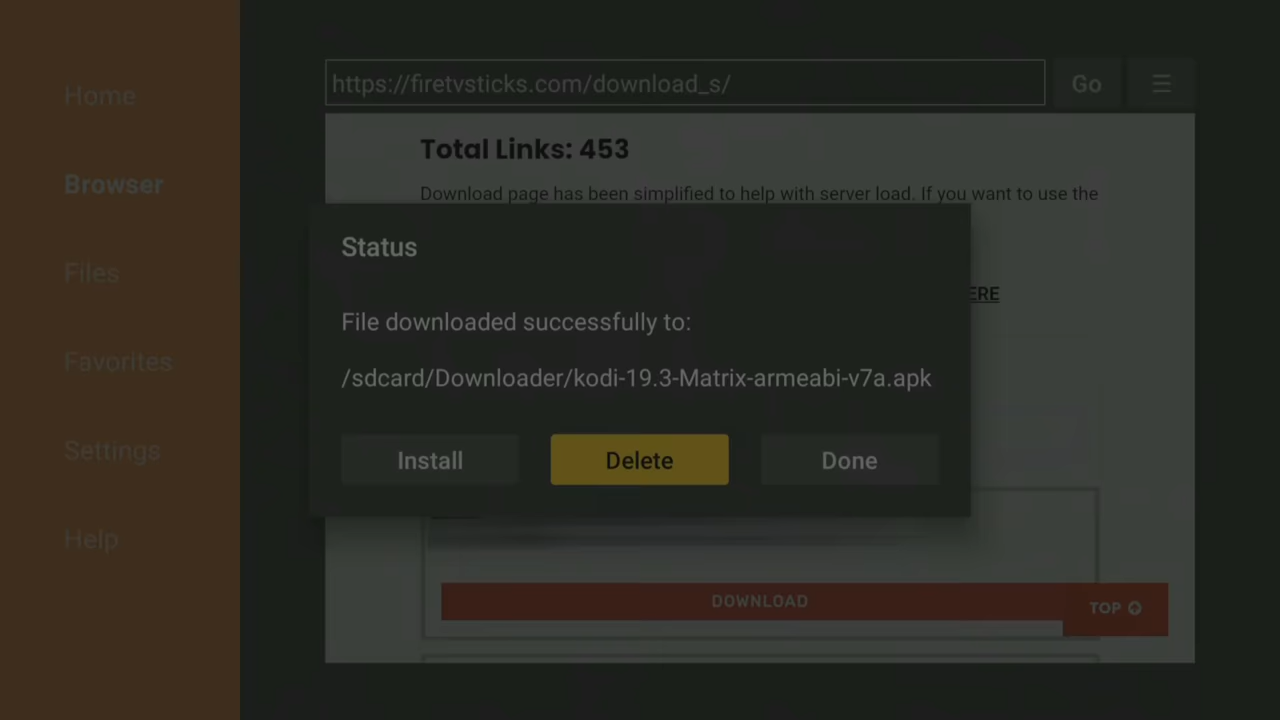 Home
Browser
Files
Favorites
Settings
Help
https://firetvsticks.com/download_s/
Go
☰
Total Links: 453
Download page has been simplified to help with server load. If you want to use the
ERE
Status
File downloaded successfully to:
/sdcard/Downloader/kodi-19.3-Matrix-armeabi-v7a.apk
Install
Delete
Done
DOWNLOAD
TOP